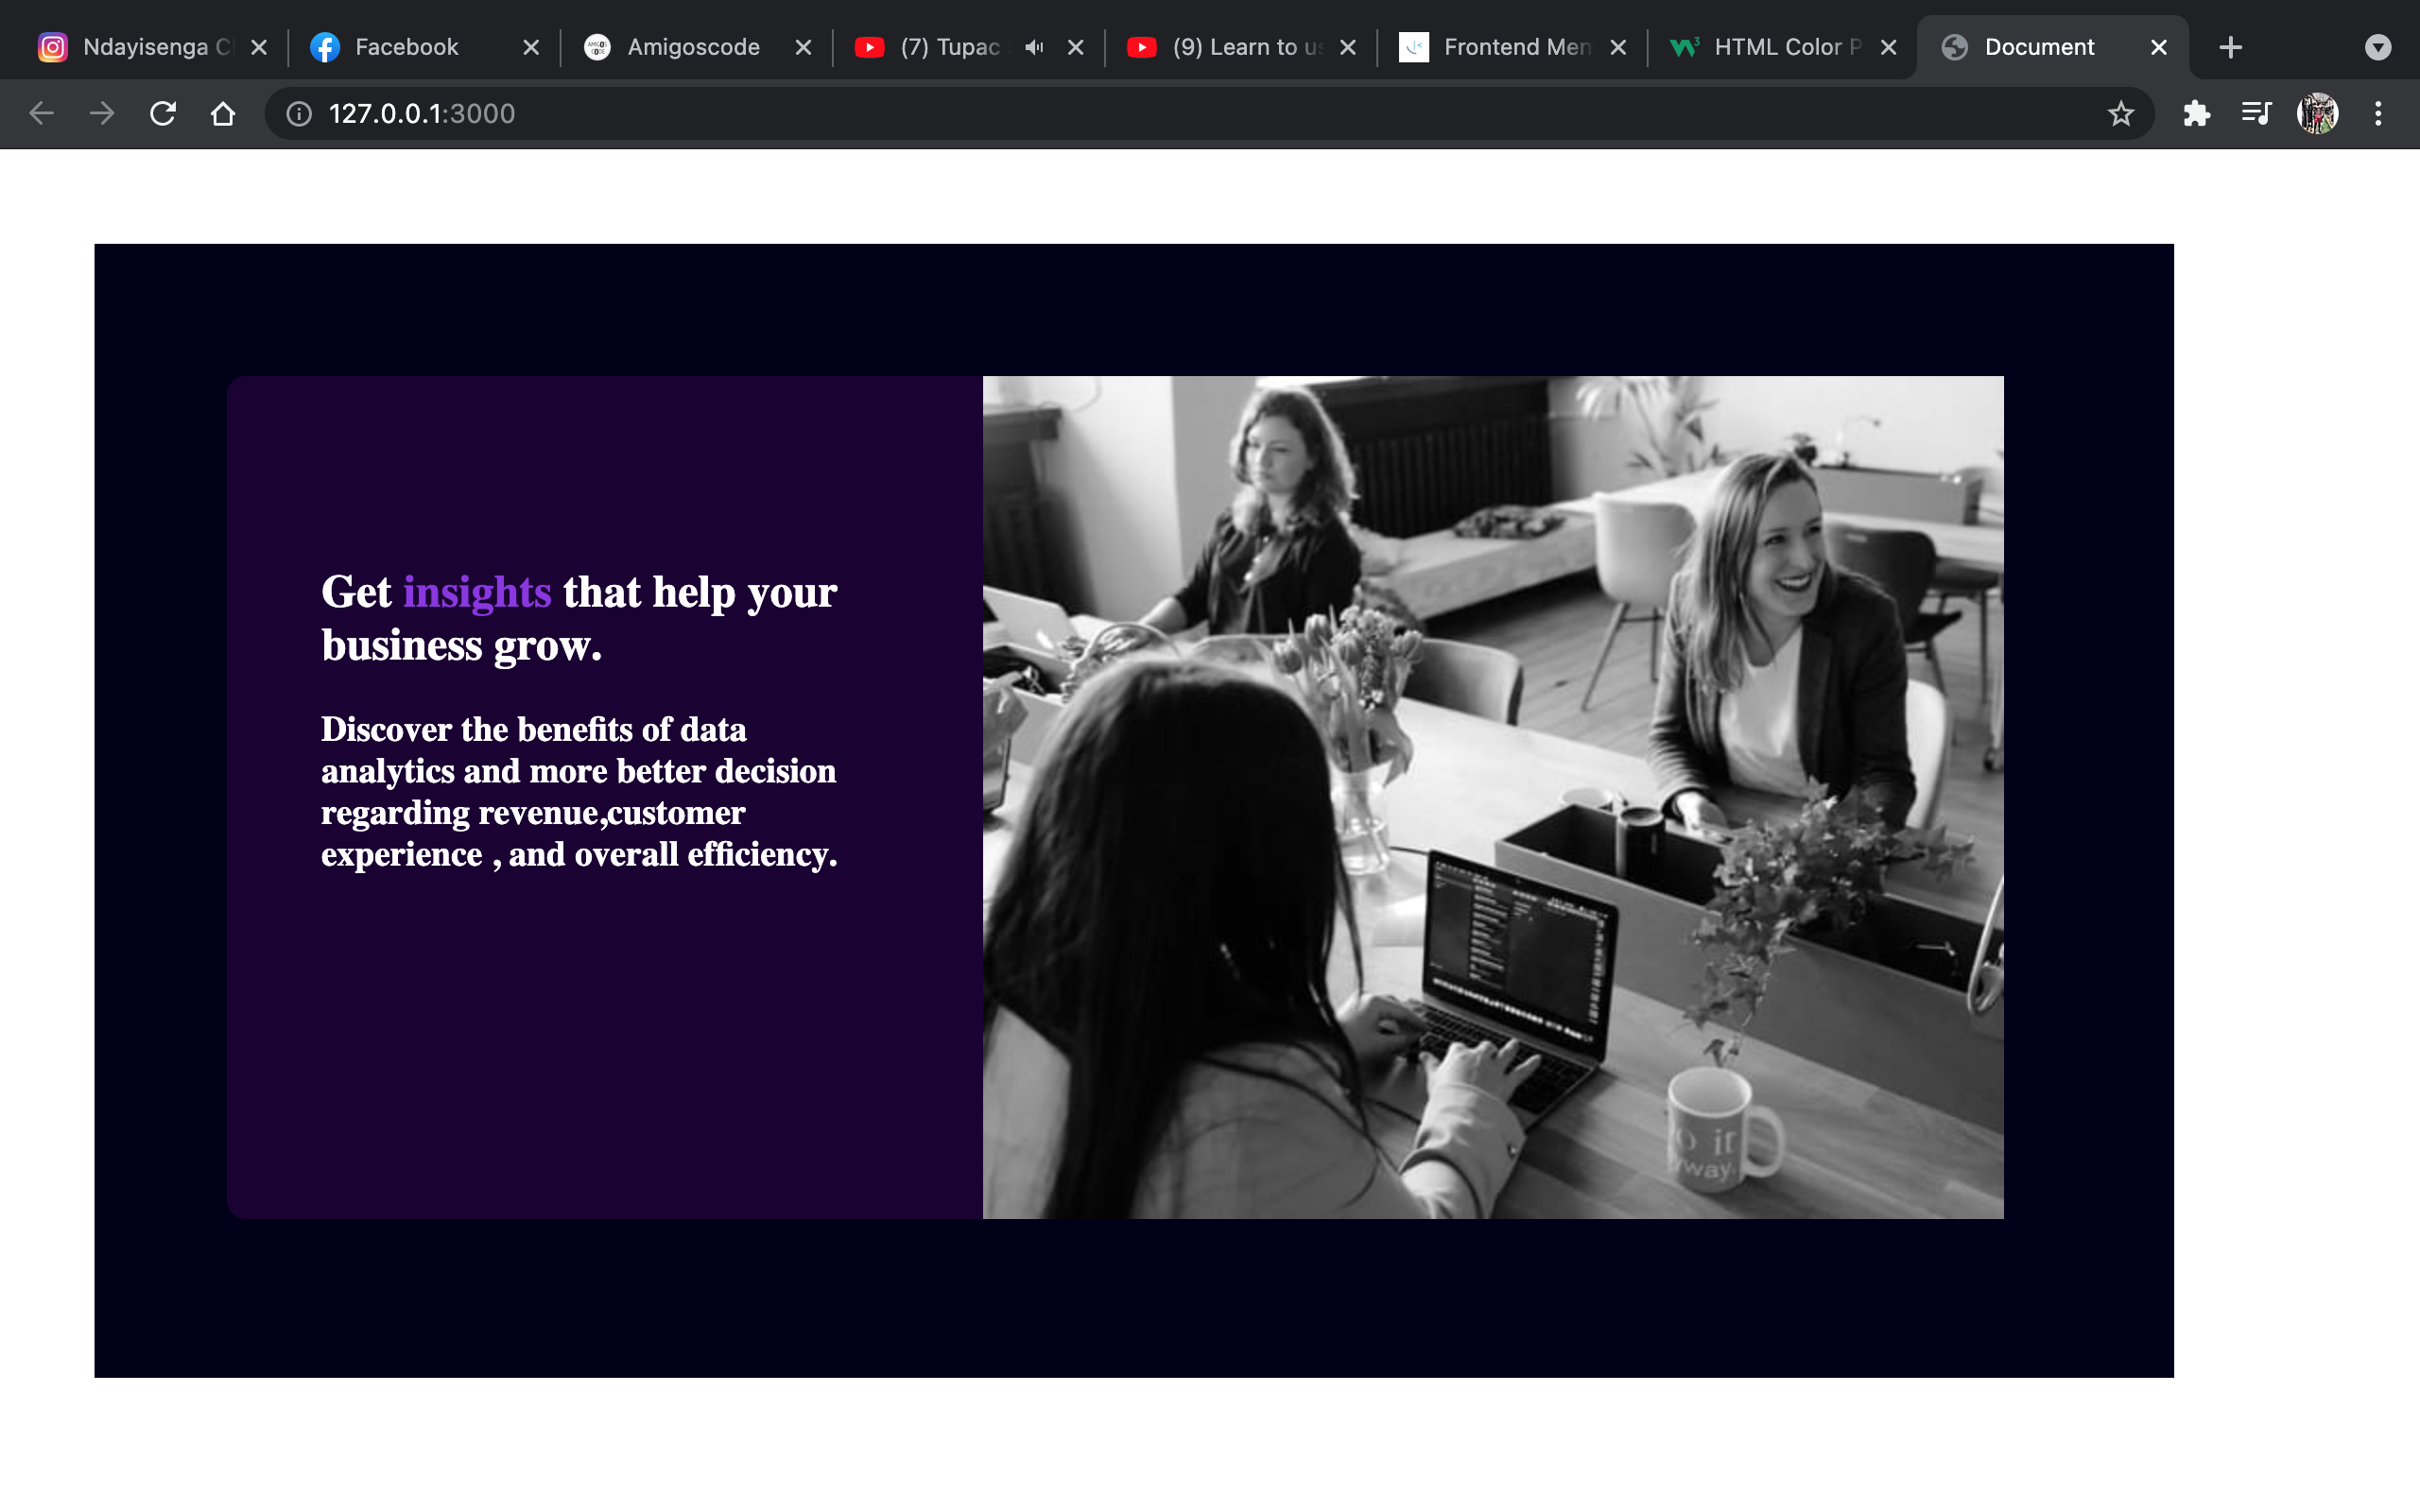 Ndayisenga C
Facebook
Amigoscode
(7) Tupac
(9) Learn to us
Frontend Men
HTML Color P
Document
127.0.0.1:3000
Get insights that help your
business grow.
Discover the benefits of data
analytics and more better decision
regarding revenue,customer
experience , and overall efficiency.
it
way.